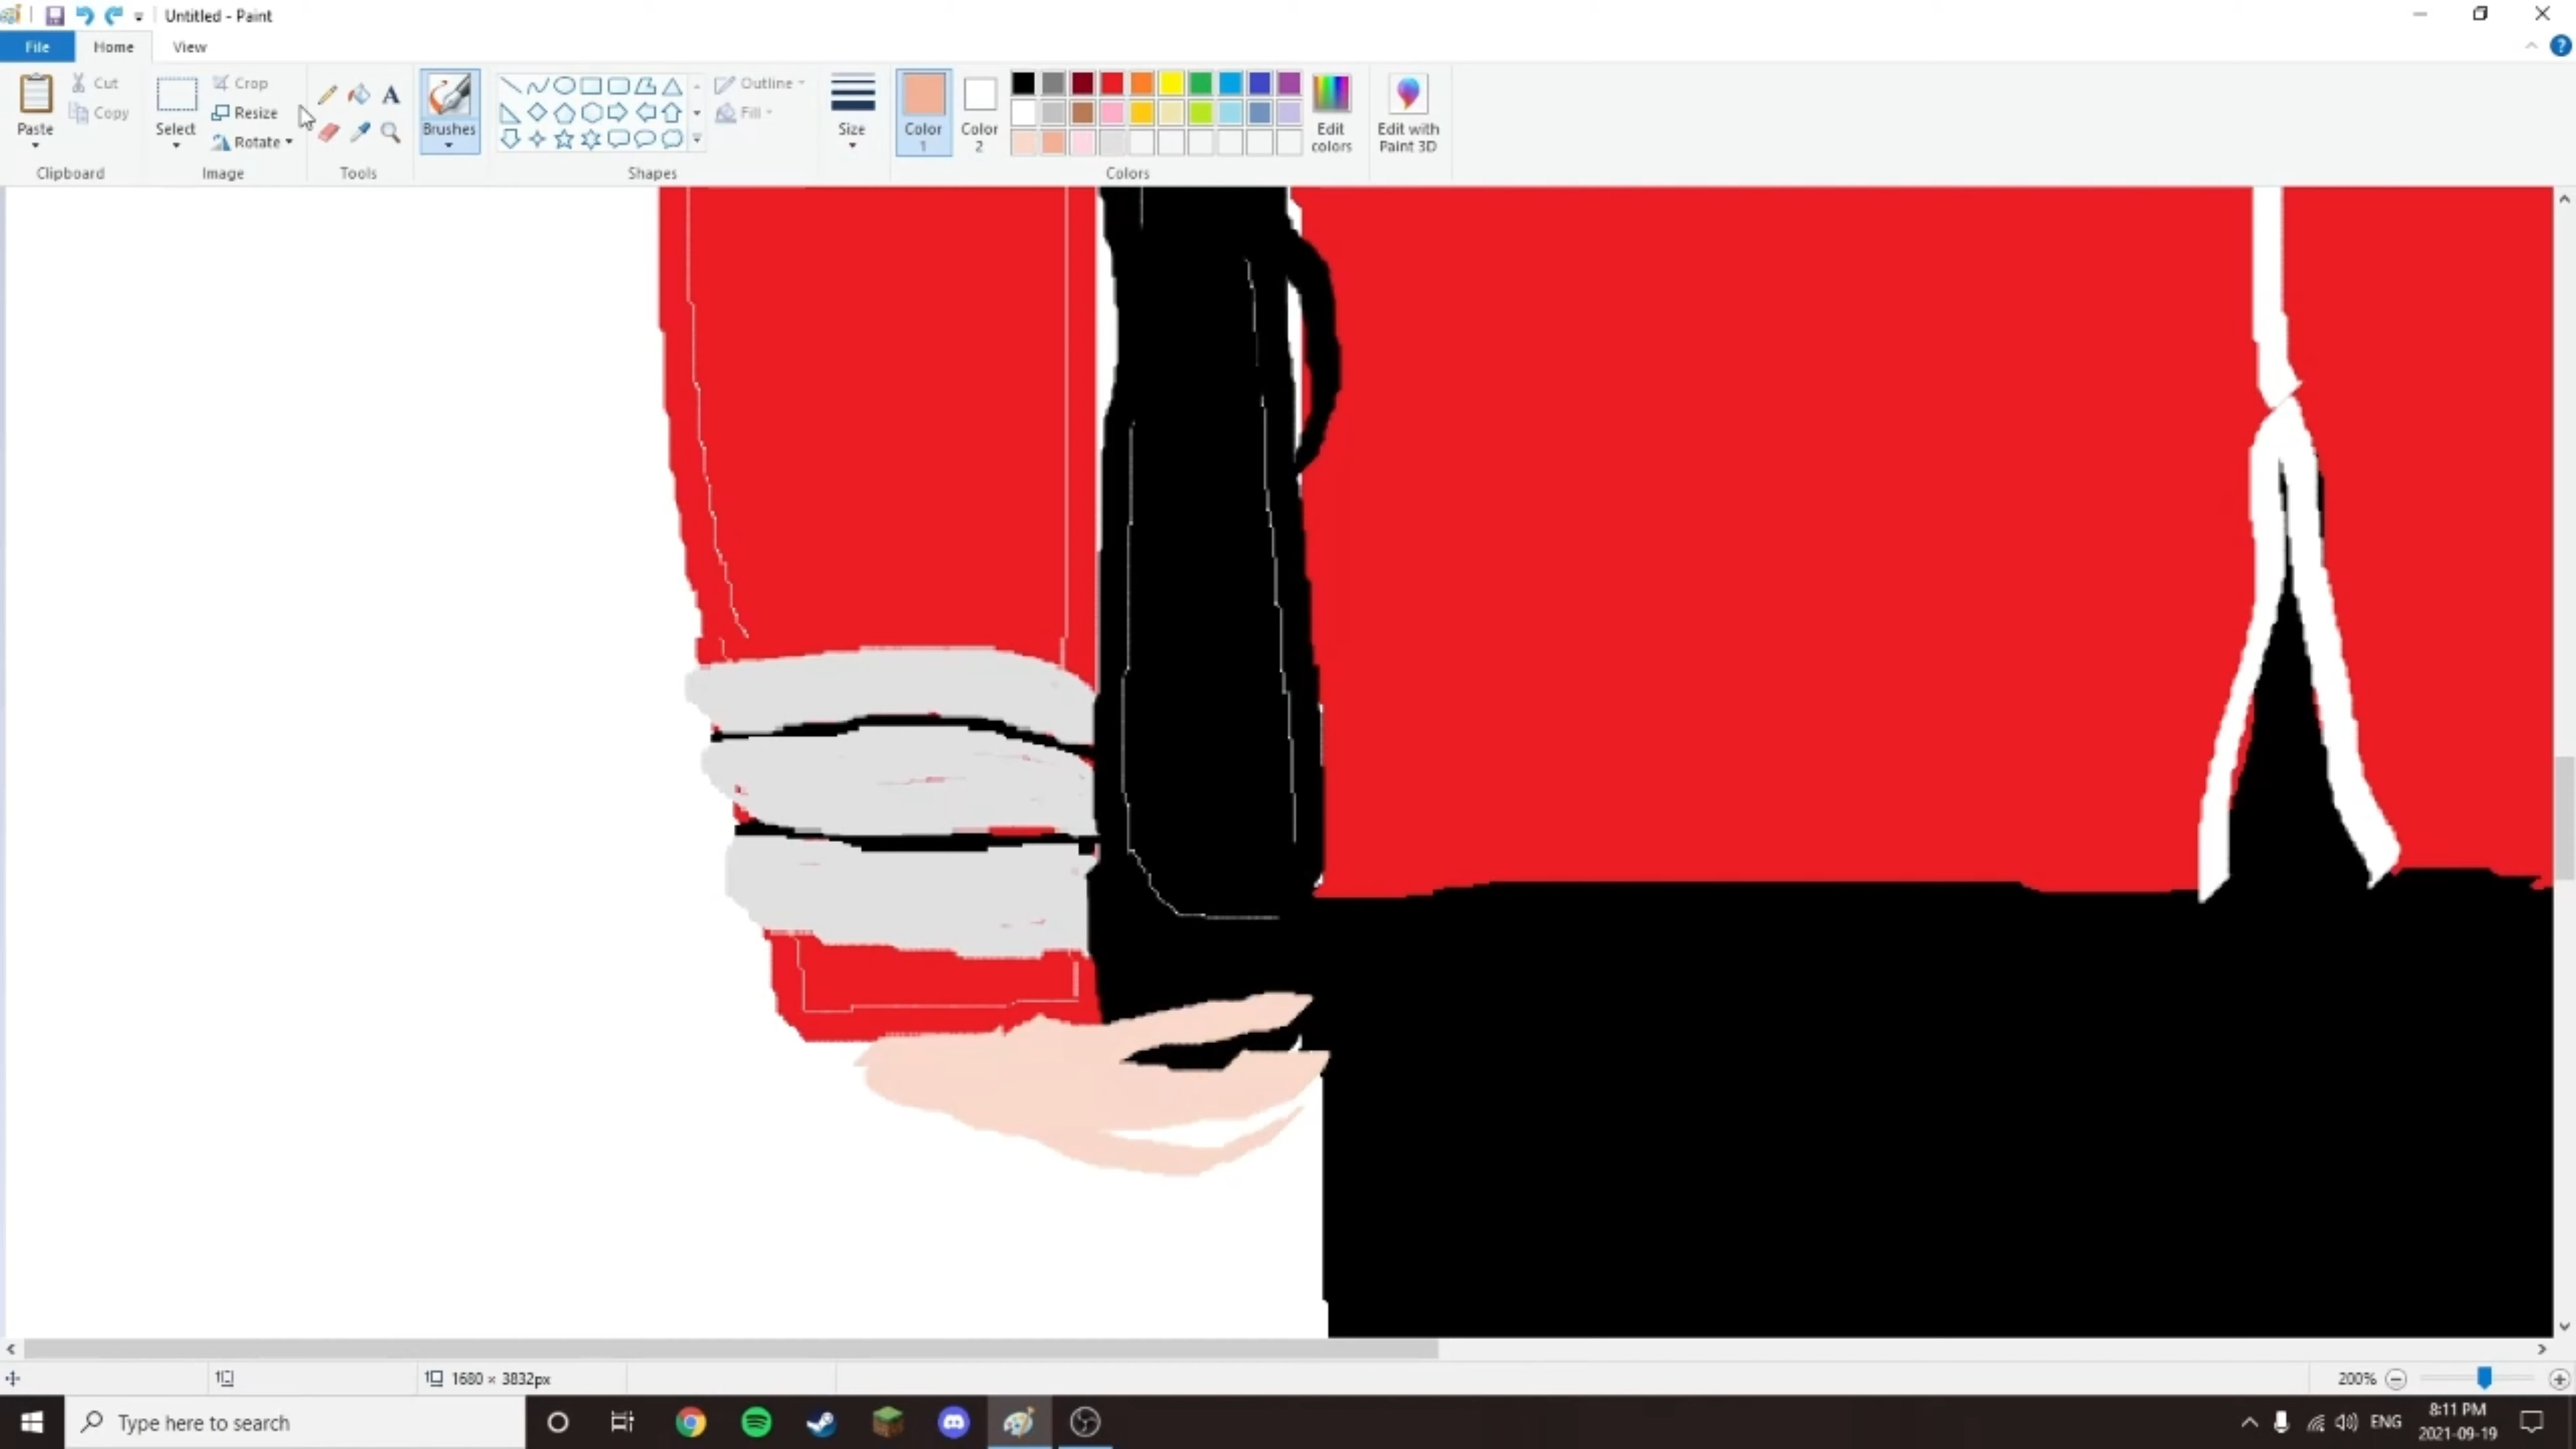 Untitled - Paint
File Home View
Paste
Cut
Copy
Clipboard
Select
Crop
Resize
Rotate
Image
A
Tools
Brushes
Outline
Fill
Shapes
Size
Color
1
Color
2
Edit
colors
Colors
Edit with
Paint 3D
1680 × 3832px
200%
Type here to search
ENG
8:11 PM
2021-09-19